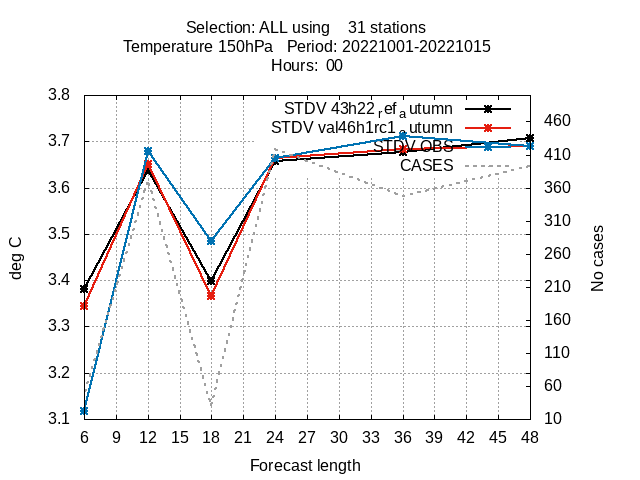 Selection: ALL using    31 stations
Temperature 150hPa   Period: 20221001-20221015
Hours:  00
STDV 43h22ref_autumn
STDV val46h1rc1_autumn
STDV OBS
CASES
3.8
3.7
3.6
3.5
3.4
3.3
3.2
3.1
deg C
460
410
360
310
260
210
160
110
60
10
No cases
6 9 12 15 18 21 24 27 30 33 36 39 42 45 48
Forecast length